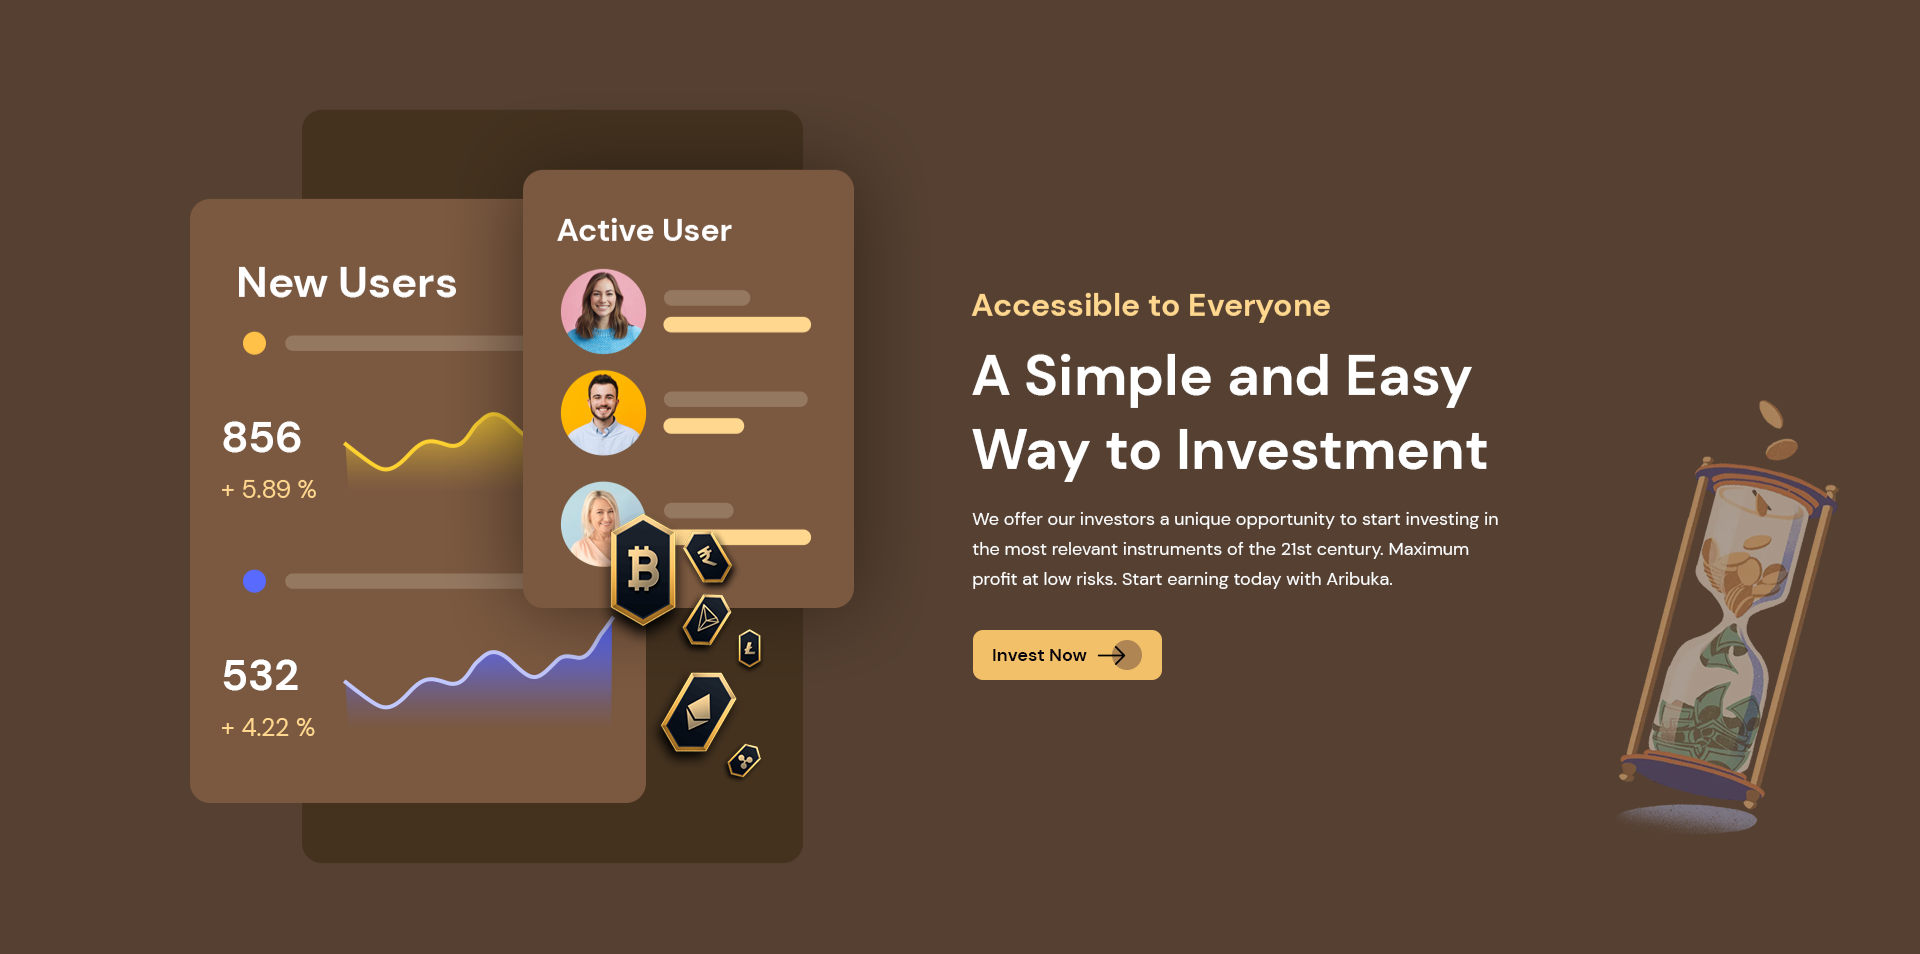 New Users
856
+ 5.89 %
532
+ 4.22 %
Active User
Accessible to Everyone
A Simple and Easy
Way to Investment
We offer our investors a unique opportunity to start investing in
the most relevant instruments of the 21st century. Maximum
profit at low risks. Start earning today with Aribuka.
Invest Now